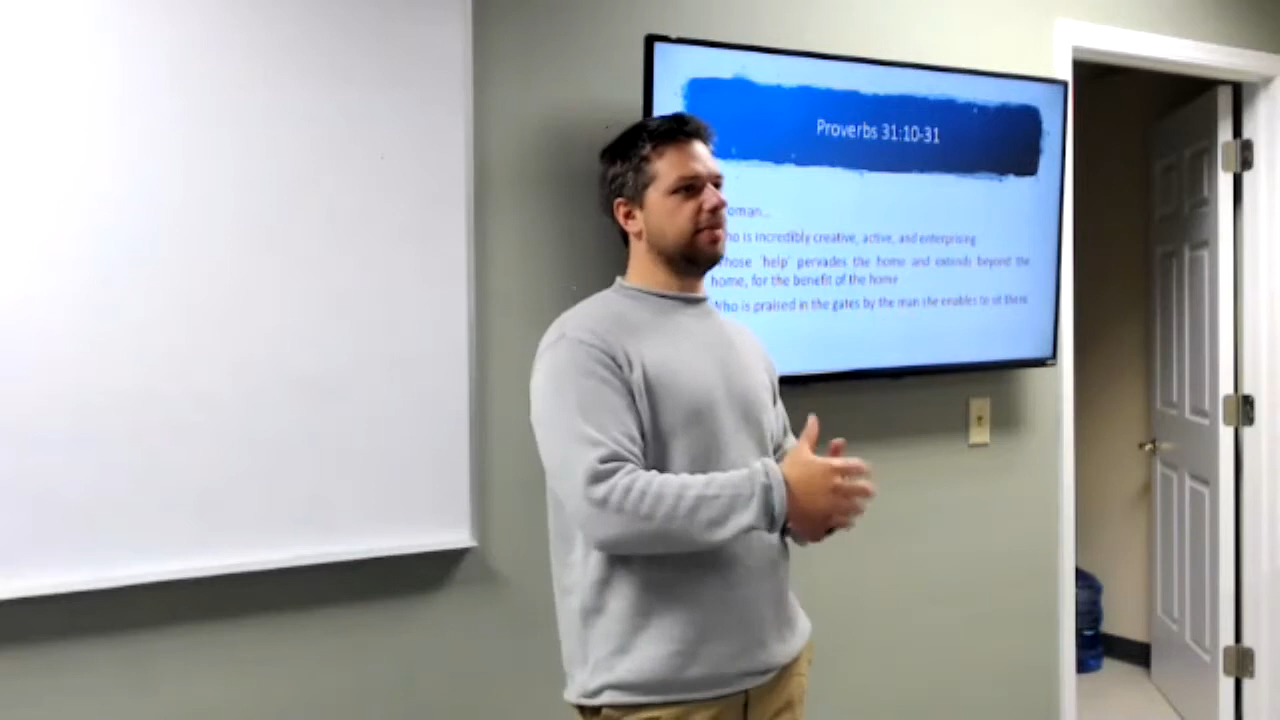 Proverbs 31:10-31
oman...
ho is incredibly creative, active, and enterprising
hose 'help' pervades the home and extends beyond the
home, for the benefit of the home
Who is praised in the gates by the man she enables to sit there